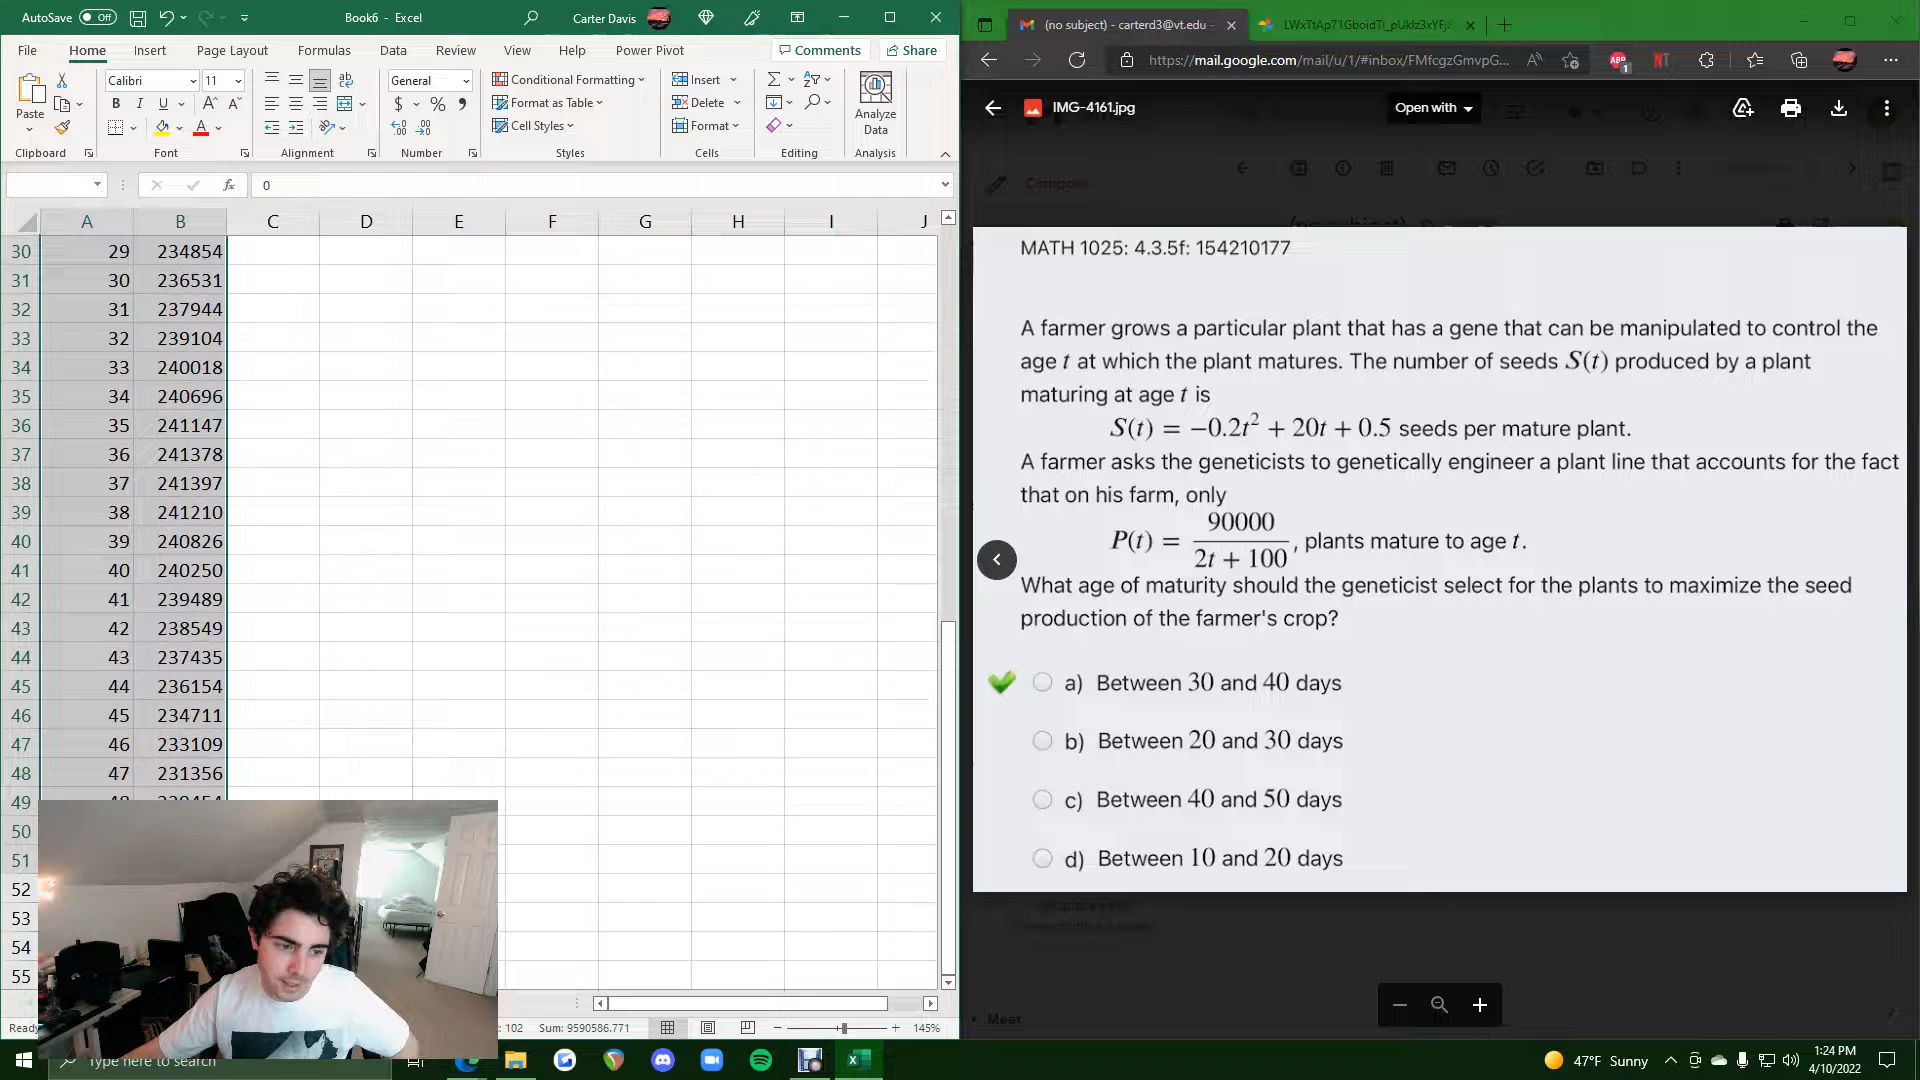 AutoSave Off
Book6 - Excel
Carter Davis
File Home Insert Page Layout Formulas Data Review View Help Power Pivot Comments Share
Paste
Calibri 11
B I U
General
$ % ,
Conditional Formatting
Format as Table
Cell Styles
Insert
Delete
Format
Analyze
Data
Clipboard Font Alignment Number Styles Cells Editing Analysis
fx 0
A B C D E F G H I J
30 29 234854
31 30 236531
32 31 237944
33 32 239104
34 33 240018
35 34 240696
36 35 241147
37 36 241378
38 37 241397
39 38 241210
40 39 240826
41 40 240250
42 41 239489
43 42 238549
44 43 237435
45 44 236154
46 45 234711
47 46 233109
48 47 231356
49
50
51
52
53
54
55
Ready
: 102 Sum: 9590586.771 145%
(no subject) - carterd3@vt.edu -
https://mail.google.com/mail/u/1/#inbox/FMfcgzGmvpG...
IMG-4161.jpg
Open with
Compose
MATH 1025: 4.3.5f: 154210177
A farmer grows a particular plant that has a gene that can be manipulated to control the
age t at which the plant matures. The number of seeds S(t) produced by a plant
maturing at age t is
S(t) = −0.2t² + 20t + 0.5 seeds per mature plant.
A farmer asks the geneticists to genetically engineer a plant line that accounts for the fact
that on his farm, only
P(t) = 90000 / 2t + 100, plants mature to age t.
What age of maturity should the geneticist select for the plants to maximize the seed
production of the farmer's crop?
a) Between 30 and 40 days
b) Between 20 and 30 days
c) Between 40 and 50 days
d) Between 10 and 20 days
Meet
Type here to search
47°F Sunny
1:24 PM
4/10/2022